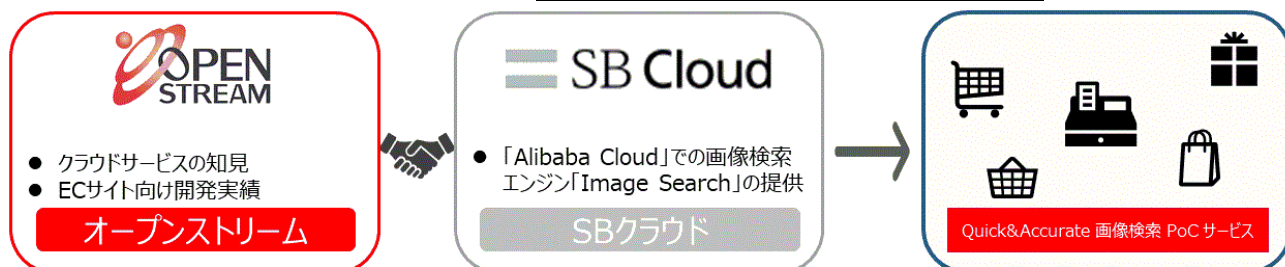 OPEN
STREAM
● クラウドサービスの知見
● ECサイト向け開発実績
オープンストリーム
SB Cloud
● 「Alibaba Cloud」での画像検索
エンジン「Image Search」の提供
SBクラウド
Quick&Accurate 画像検索 PoC サービス